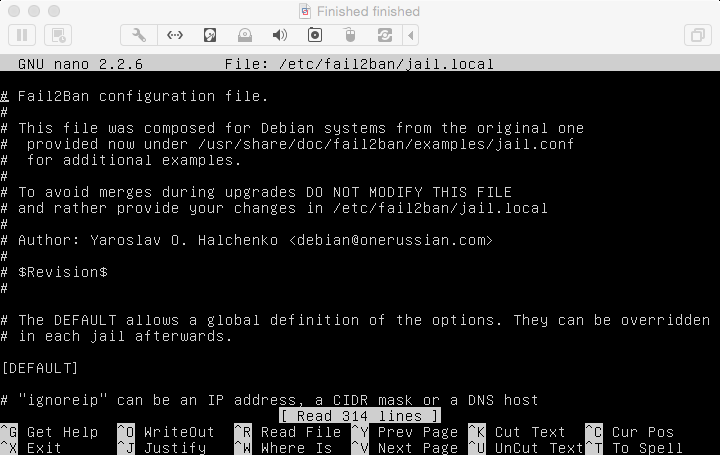 Finished finished
GNU nano 2.2.6 File: /etc/fail2ban/jail.local
# Fail2Ban configuration file.
#
# This file was composed for Debian systems from the original one
#  provided now under /usr/share/doc/fail2ban/examples/jail.conf
#  for additional examples.
#
# To avoid merges during upgrades DO NOT MODIFY THIS FILE
# and rather provide your changes in /etc/fail2ban/jail.local
#
# Author: Yaroslav O. Halchenko <debian@onerussian.com>
#
# $Revision$
#
# The DEFAULT allows a global definition of the options. They can be overridden
# in each jail afterwards.
[DEFAULT]
# "ignoreip" can be an IP address, a CIDR mask or a DNS host
[ Read 314 lines ]
^G Get Help ^O WriteOut ^R Read File ^Y Prev Page ^K Cut Text ^C Cur Pos
^X Exit ^J Justify ^W Where Is ^V Next Page ^U UnCut Text ^T To Spell